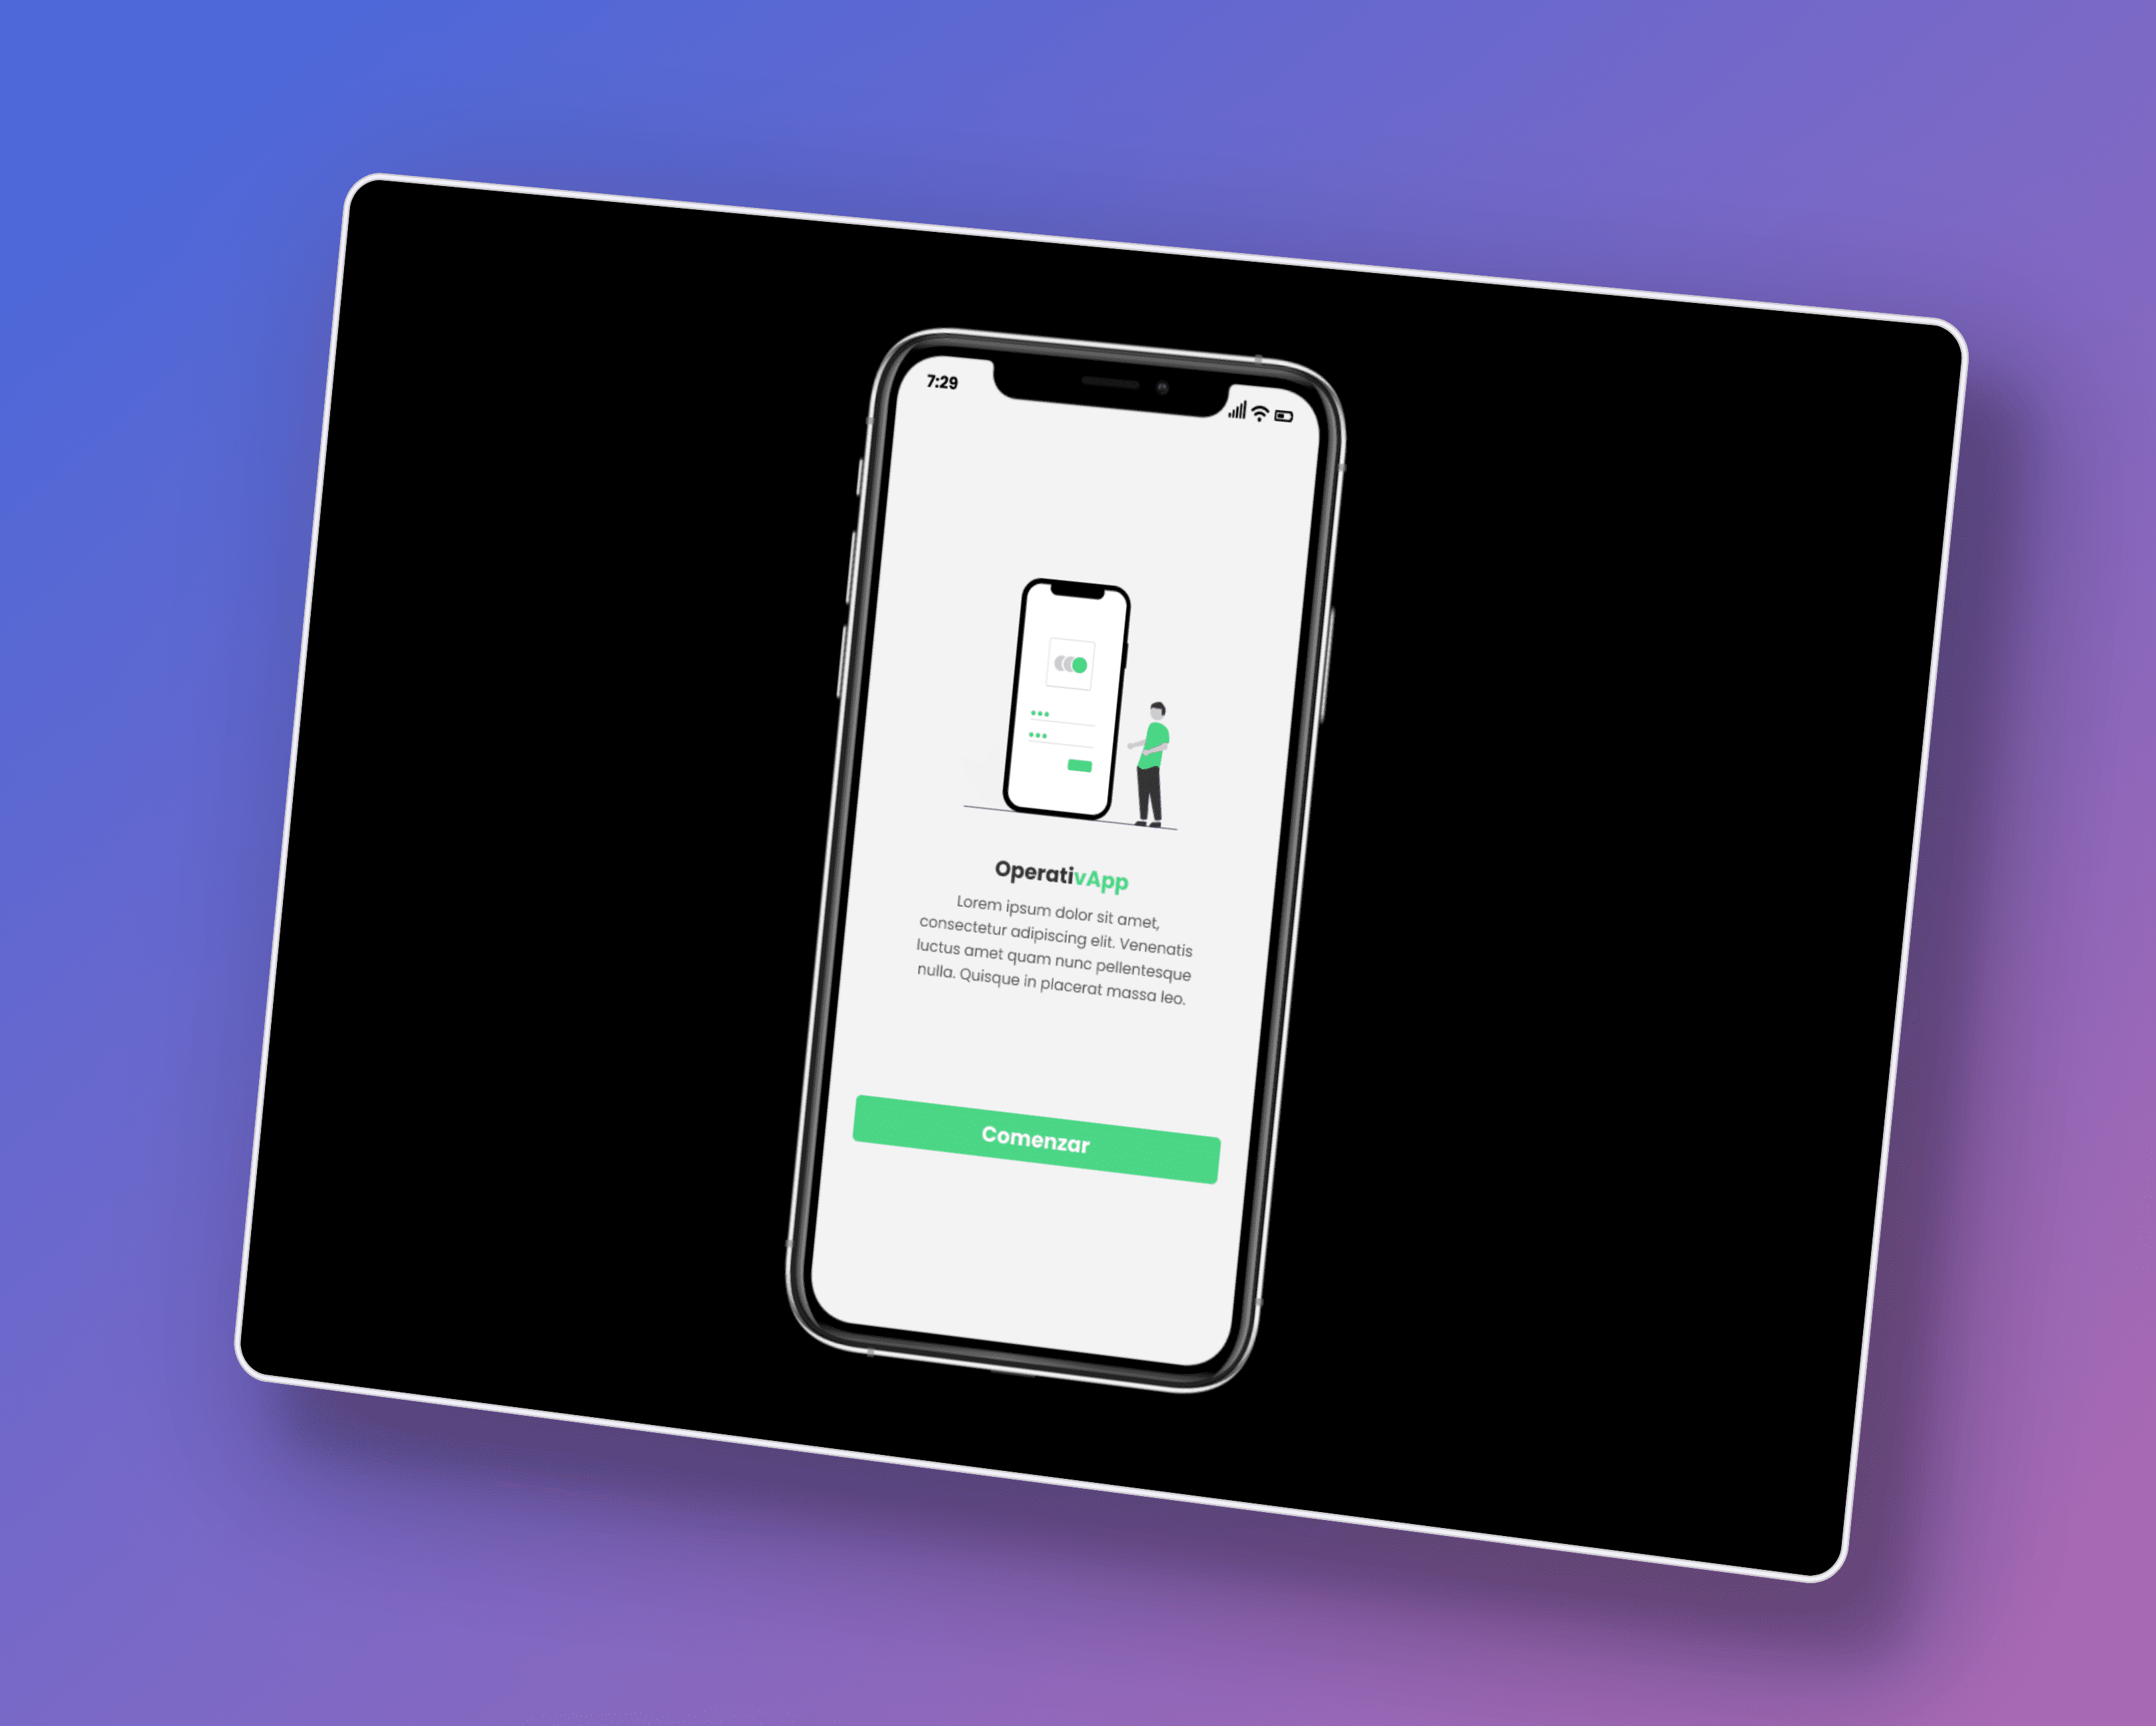 7:29
OperativApp
Lorem ipsum dolor sit amet,
consectetur adipiscing elit. Venenatis
luctus amet quam nunc pellentesque
nulla. Quisque in placerat massa leo.
Comenzar